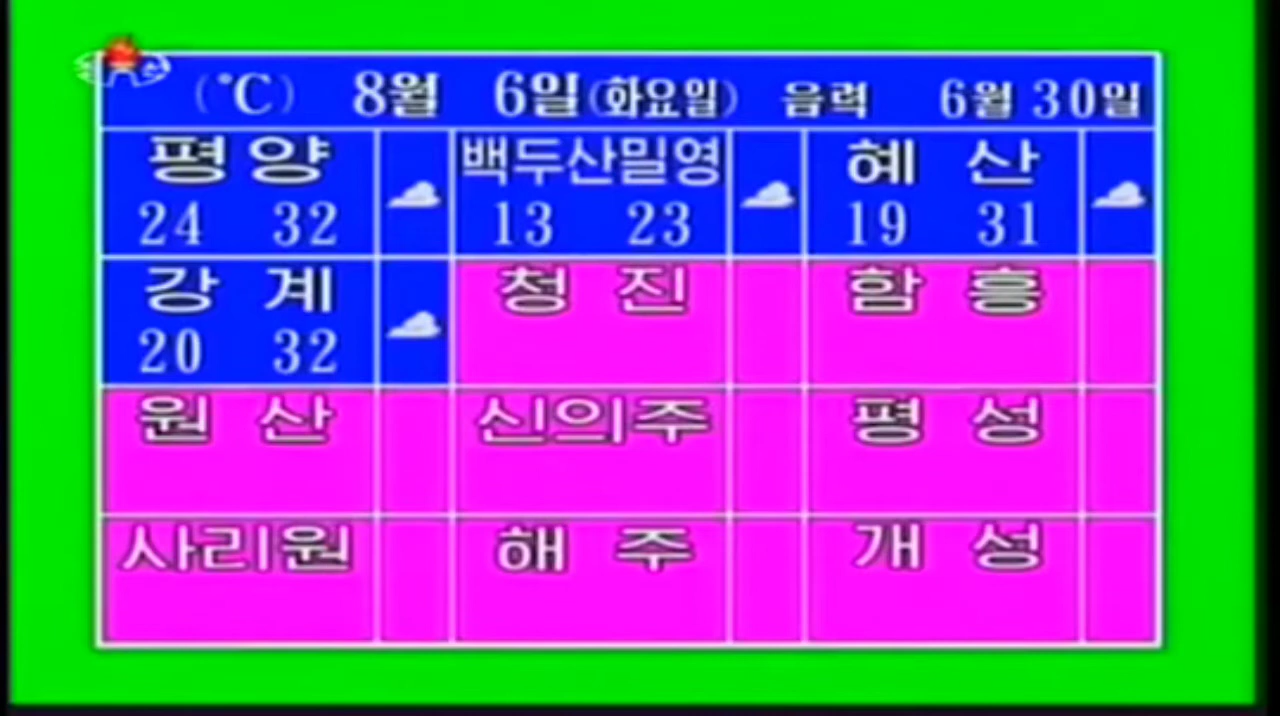 (℃) 8월 6일(화요일) 음력 6월 30일
평양 백두산밀영 혜산
24 32 13 23 19 31
강계 청진 함흥
20 32
원산 신의주 평성
사리원 해주 개성